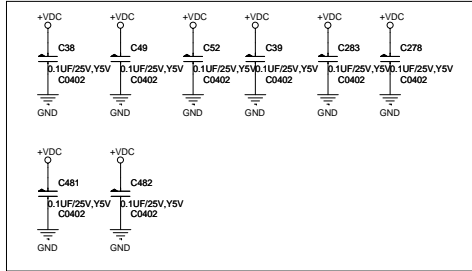 +VDC +VDC +VDC +VDC +VDC +VDC
C38 C49 C52 C39 C283 C278
0.1UF/25V,Y5V 0.1UF/25V,Y5V 0.1UF/25V,Y5V 0.1UF/25V,Y5V 0.1UF/25V,Y5V 0.1UF/25V,Y5V
C0402 C0402 C0402 C0402 C0402 C0402
GND GND GND GND GND GND
+VDC +VDC
C481 C482
0.1UF/25V,Y5V 0.1UF/25V,Y5V
C0402 C0402
GND GND